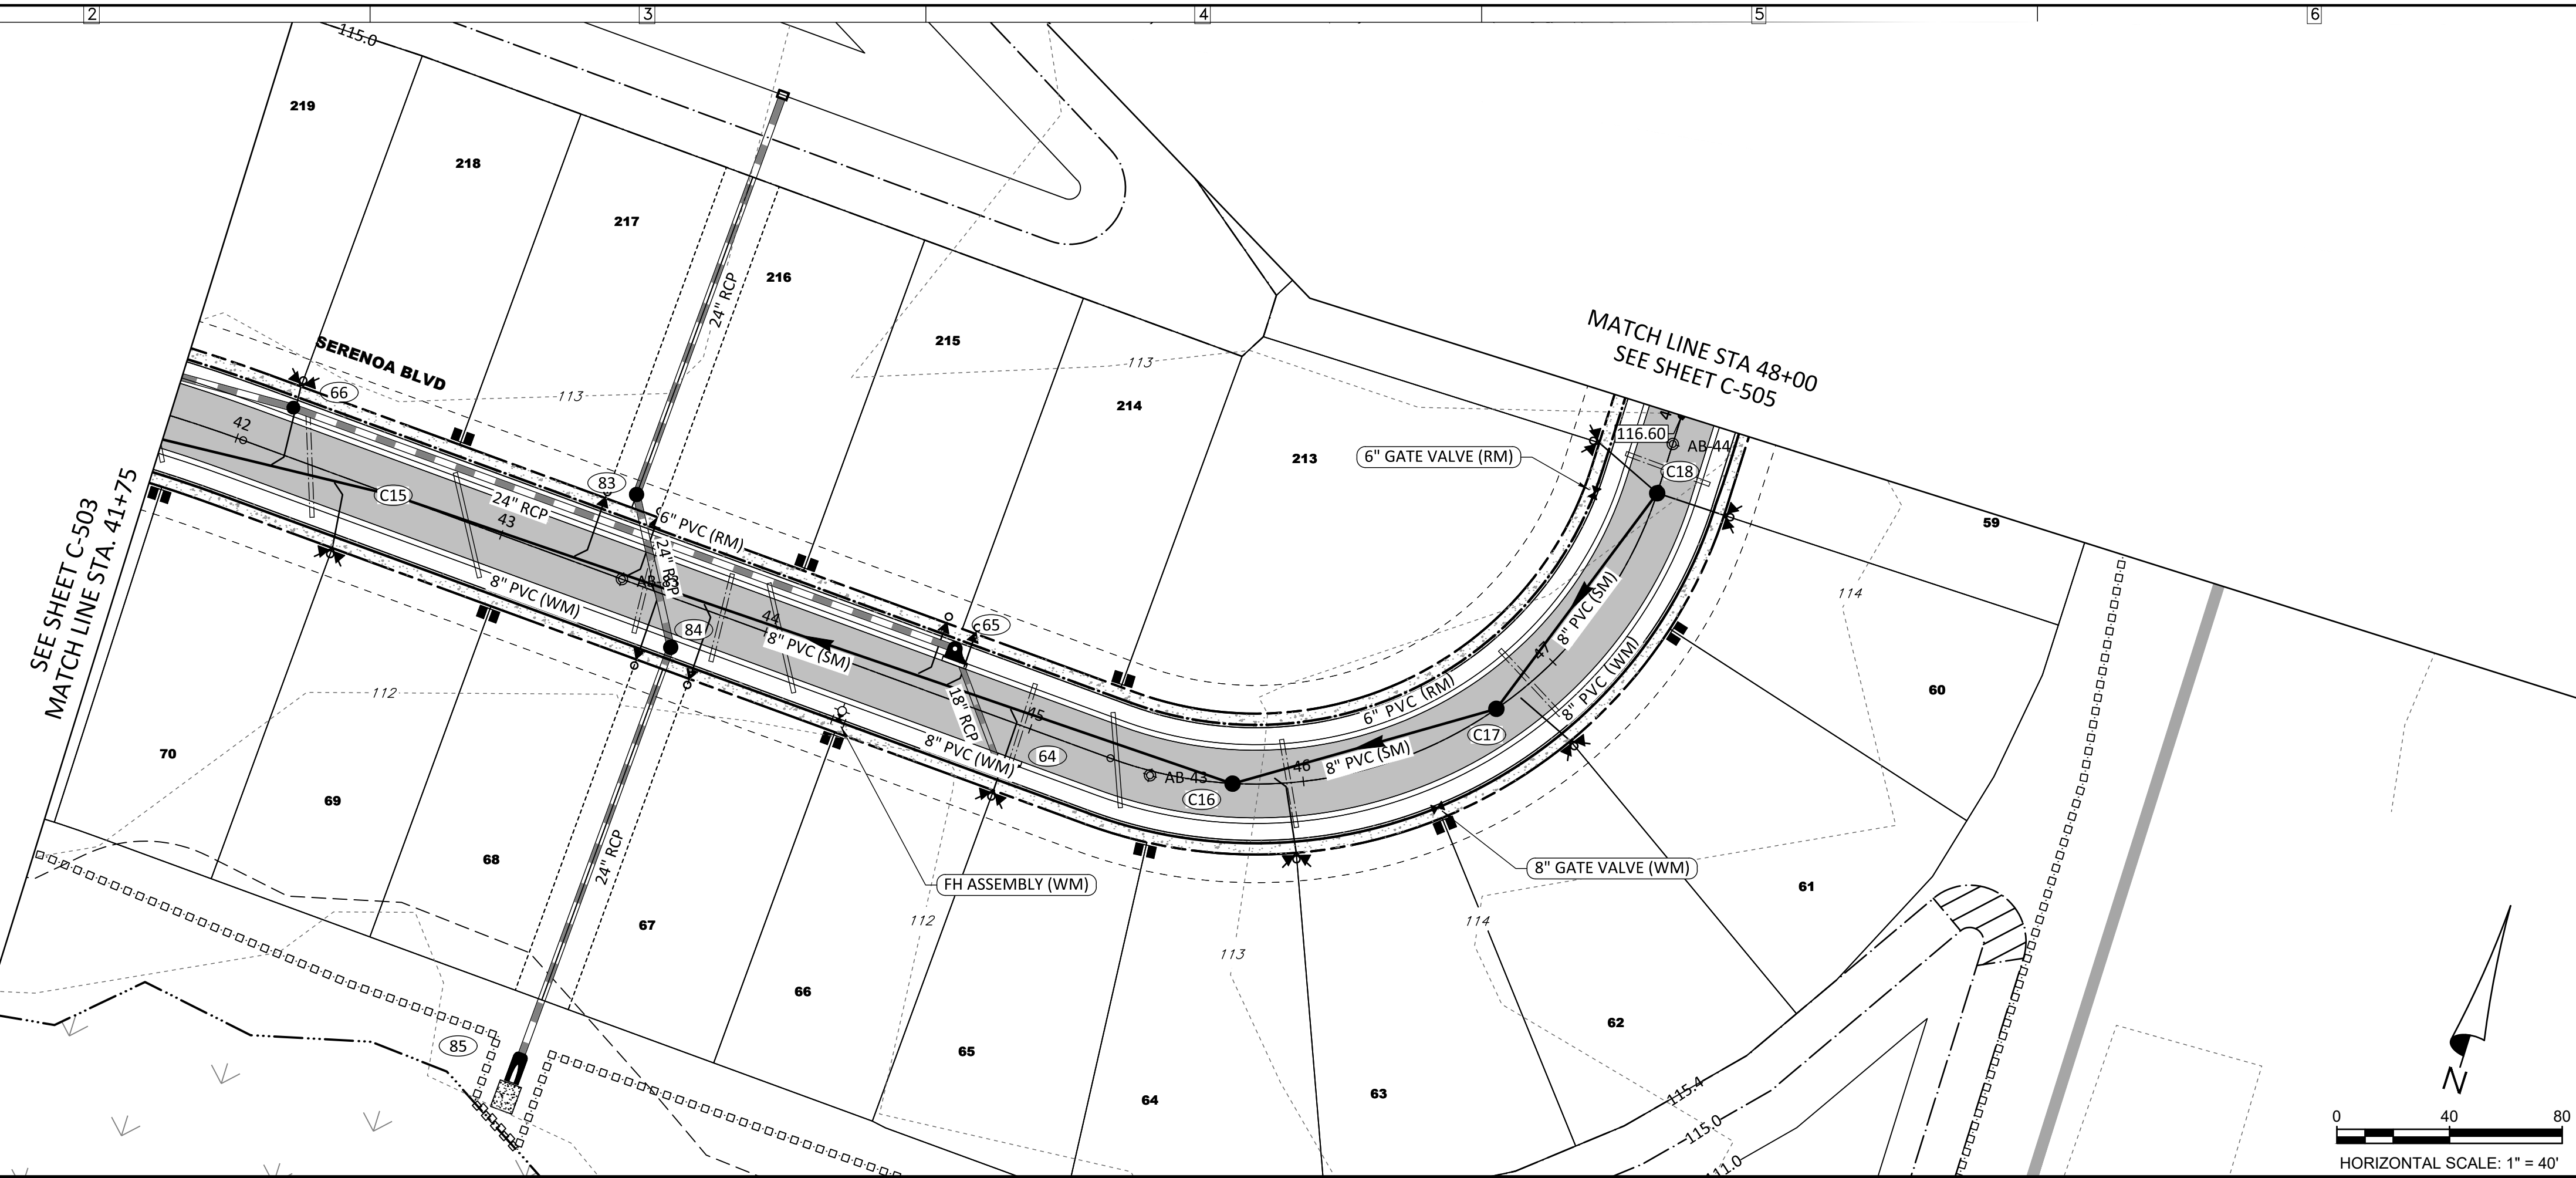 2
3
4
5
6
115.0
219
218
217
216
215
214
213
113
113
24" RCP
SERENOA BLVD
66
83
42
C15
24" RCP
43
6" PVC (RM)
24" RCP
8" PVC (WM)
84
44
8" PVC (SM)
65
18" RCP
8" PVC (WM)
45
64
AB-43
C16
46
8" PVC (SM)
6" PVC (RM)
C17
47
8" PVC (SM)
8" PVC (WM)
6" GATE VALVE (RM)
116.60
AB-44
C18
MATCH LINE STA 48+00
SEE SHEET C-505
SEE SHEET C-503
MATCH LINE STA. 41+75
59
114
60
61
62
63
64
65
66
67
68
69
70
112
112
113
114
24" RCP
85
FH ASSEMBLY (WM)
8" GATE VALVE (WM)
115.4
115.0
111.0
N
0 40 80
HORIZONTAL SCALE: 1" = 40'